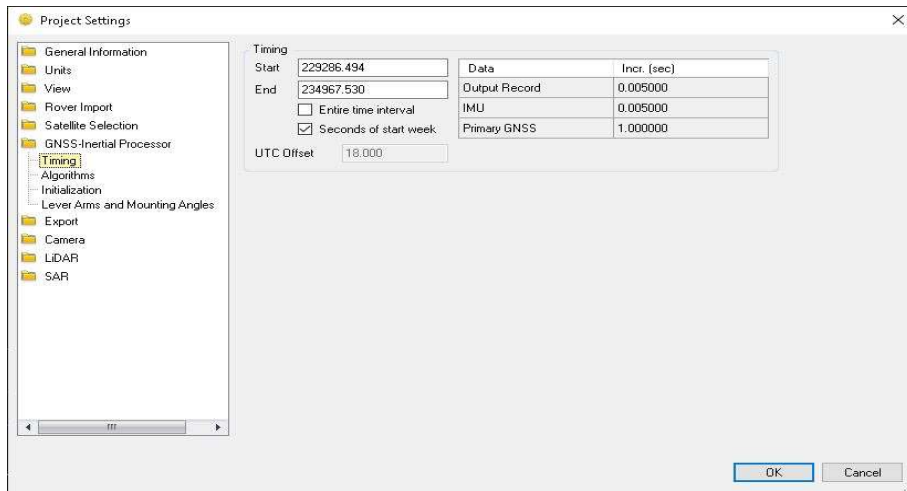 Project Settings
General Information
Units
View
Rover Import
Satellite Selection
GNSS-Inertial Processor
Timing
Algorithms
Initialization
Lever Arms and Mounting Angles
Export
Camera
LiDAR
SAR
Timing
Start 229286.494
End 234967.530
Entire time interval
Seconds of start week
UTC Offset 18.000
Data Incr. (sec)
Output Record 0.005000
IMU 0.005000
Primary GNSS 1.000000
OK Cancel